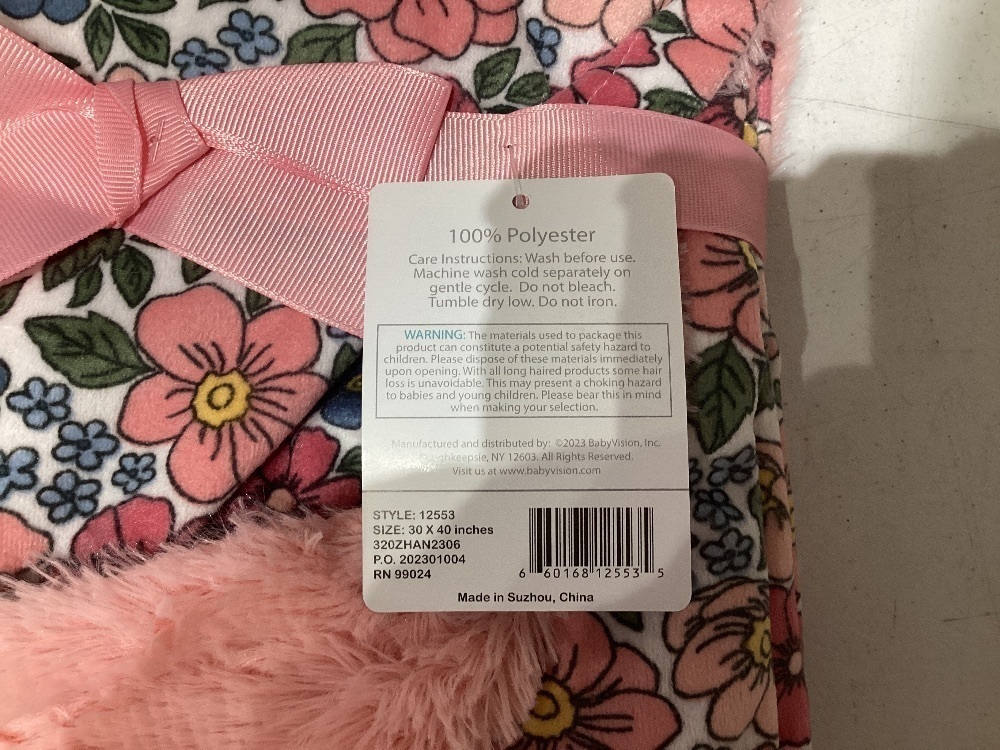 100% Polyester
Care Instructions: Wash before use.
Machine wash cold separately on
gentle cycle. Do not bleach.
Tumble dry low. Do not iron.
WARNING: The materials used to package this
product can constitute a potential safety hazard to
children. Please dispose of these materials immediately
upon opening. With all long haired products some hair
loss is unavoidable. This may present a choking hazard
to babies and young children. Please bear this in mind
when making your selection.
Manufactured and distributed by: ©2023 BabyVision, Inc.
Poughkeepsie, NY 12603. All Rights Reserved.
Visit us at www.babyvision.com
STYLE: 12553
SIZE: 30 X 40 inches
320ZHAN2306
P.O. 202301004
RN 99024
6 60168 12553 5
Made in Suzhou, China